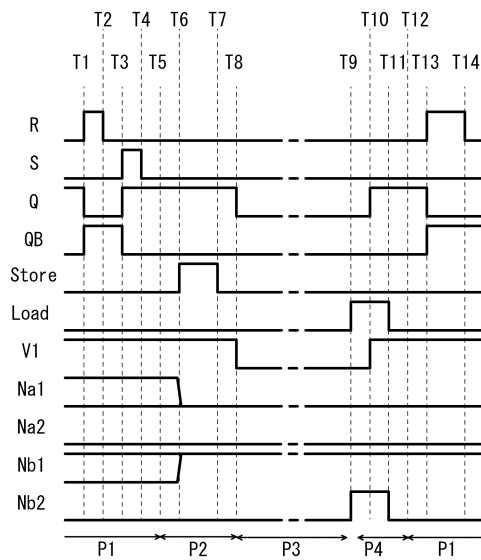 T2 T4 T6 T7 T10 T12
T1 T3 T5 T8 T9 T11 T13 T14
R
S
Q
QB
Store
Load
V1
Na1
Na2
Nb1
Nb2
P1 P2 P3 P4 P1